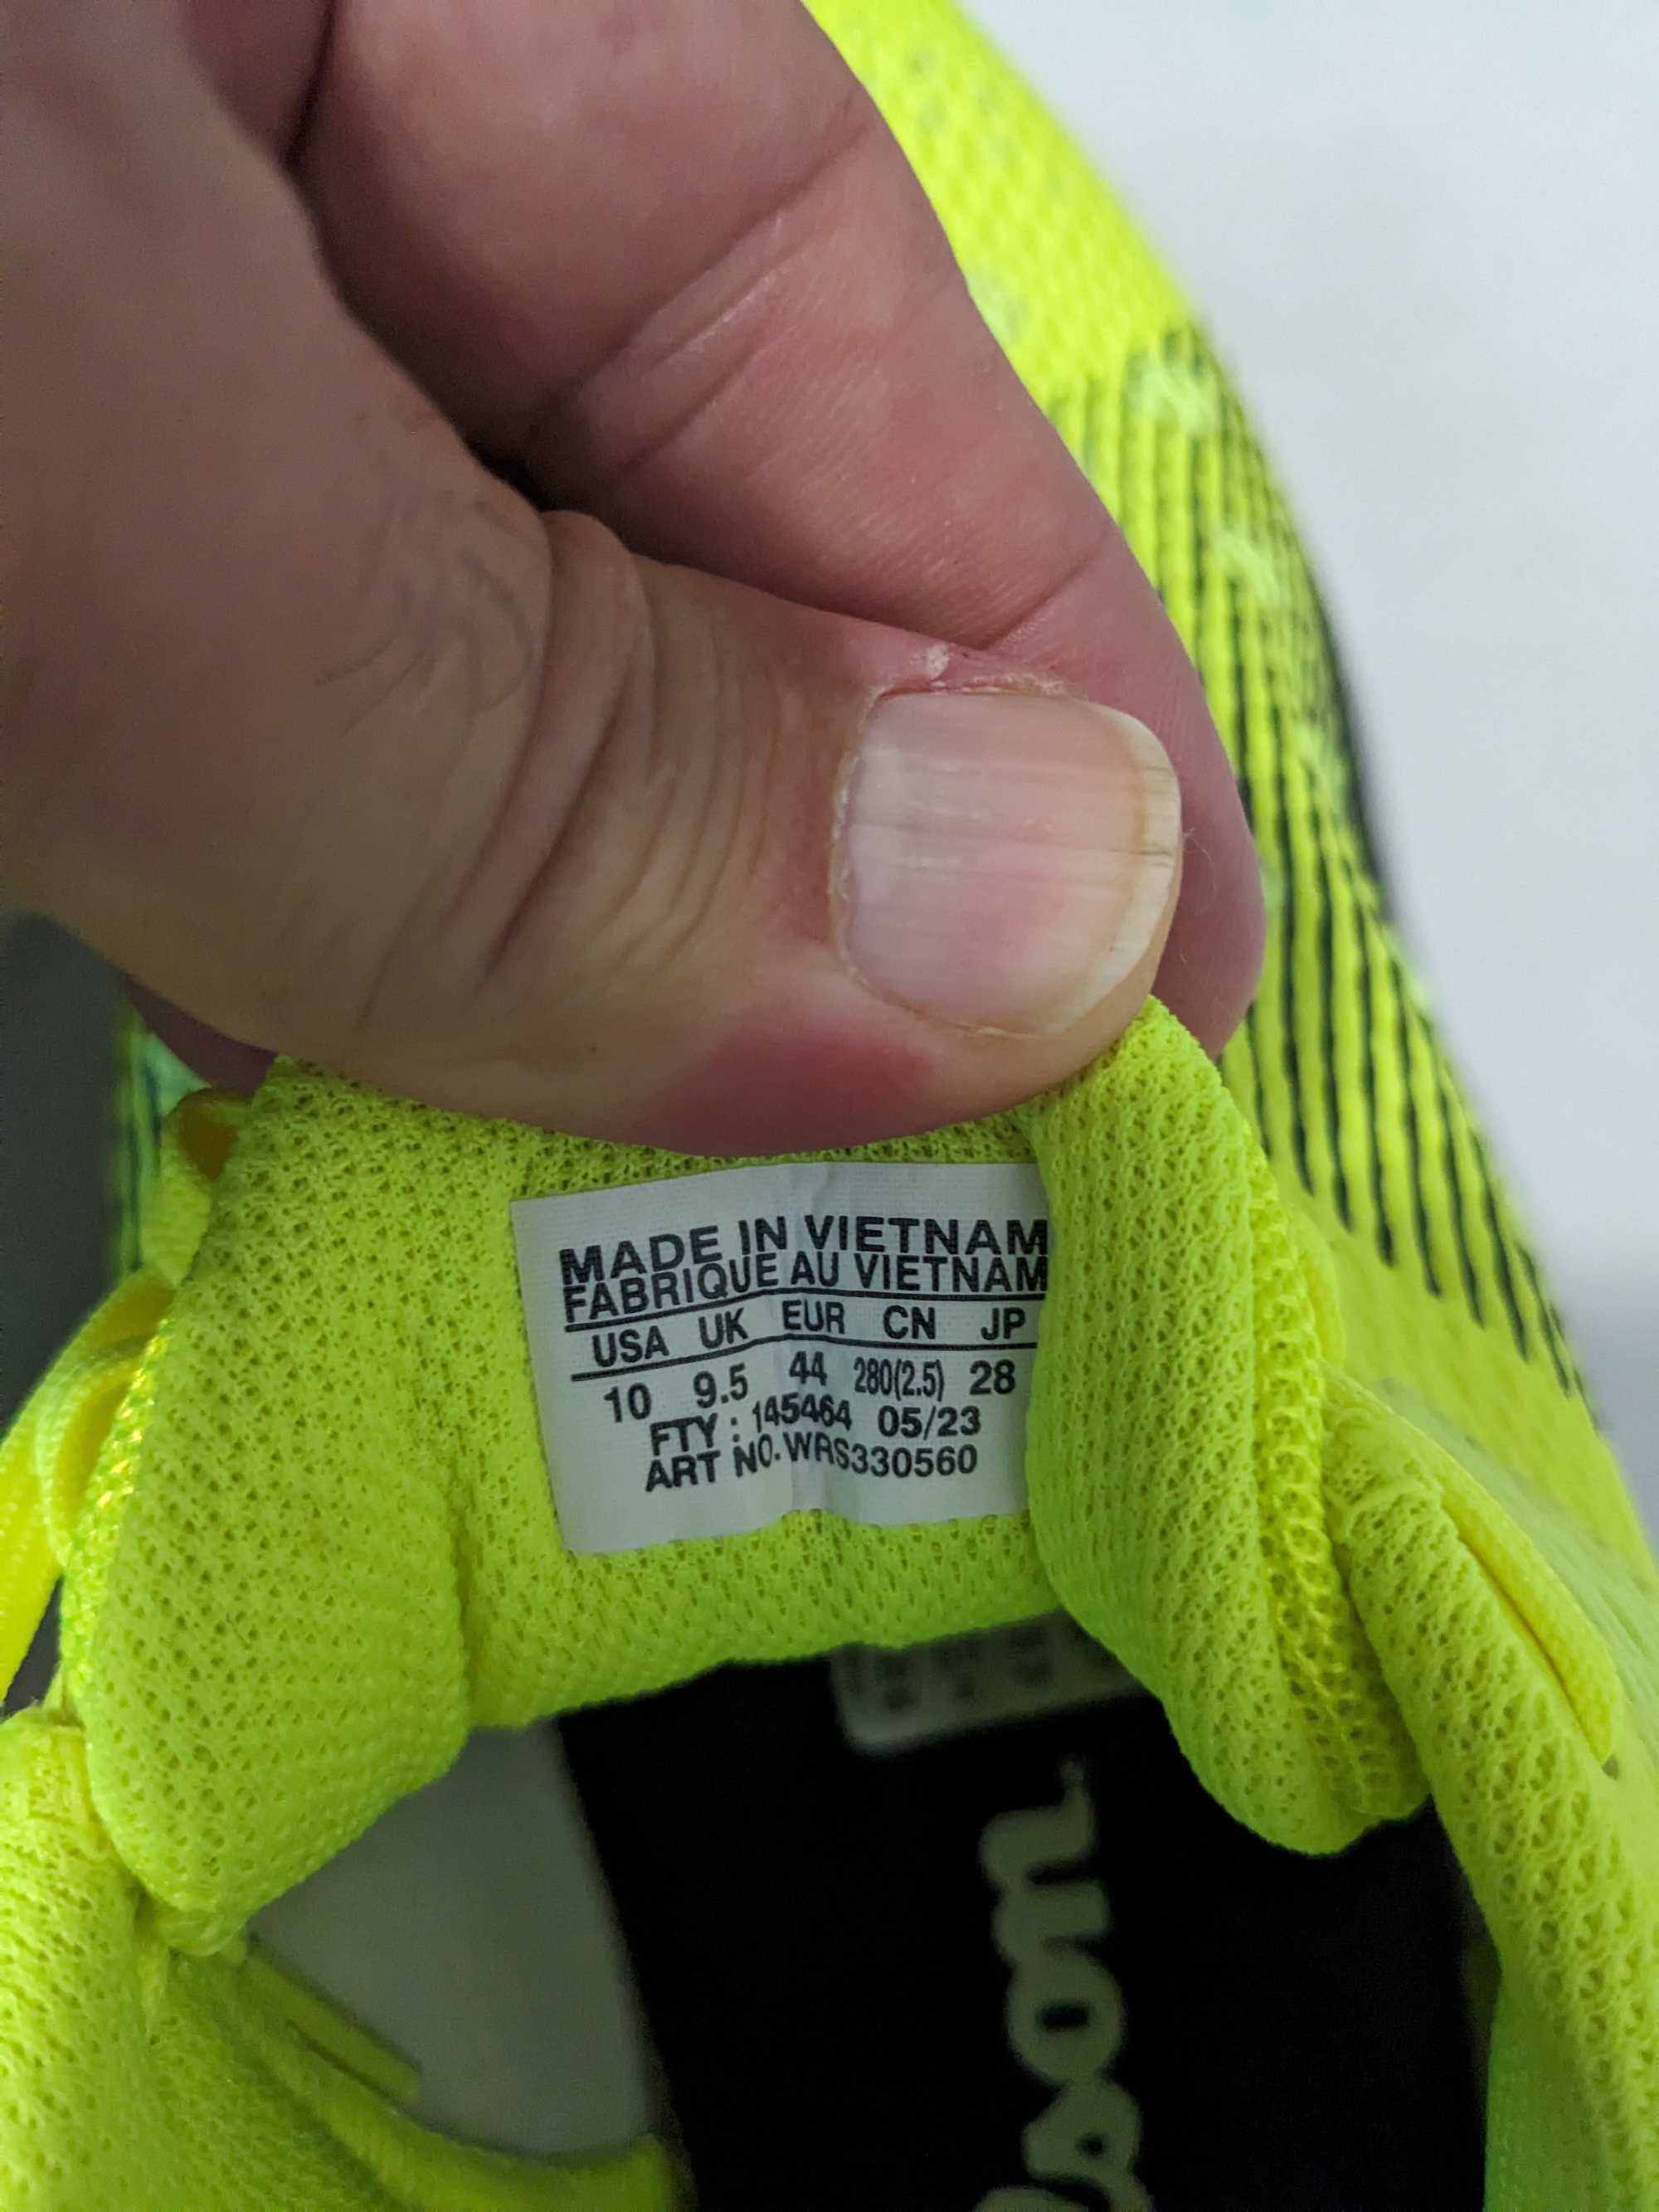 MADE IN VIETNAM
FABRIQUE AU VIETNAM
USA UK EUR CN JP
10 9.5 44 280(2.5) 28
FTY : 145464 05/23
ART NO. WRS330560